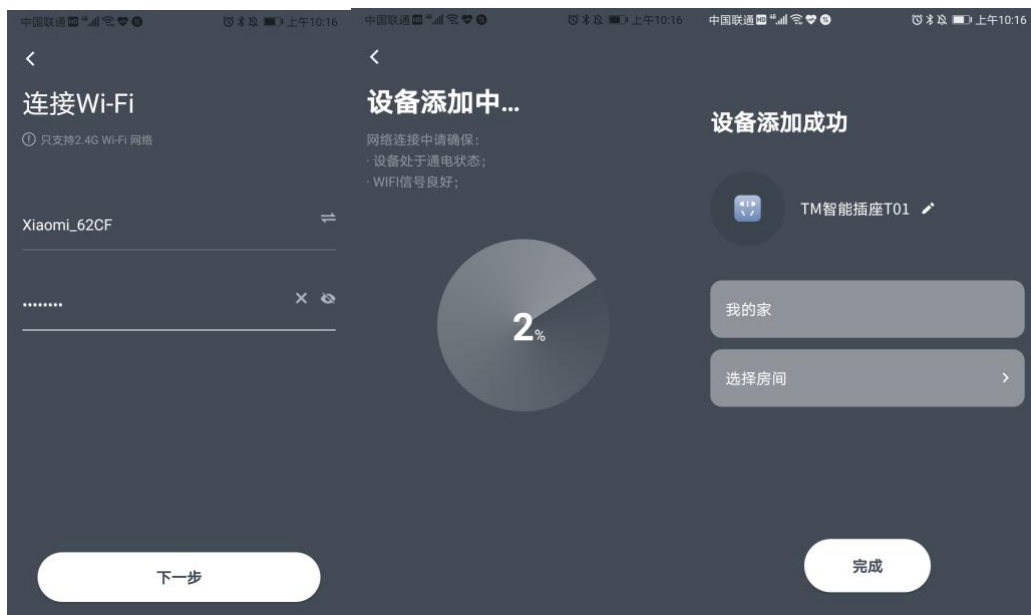 中国联通 上午10:16
连接Wi-Fi
只支持2.4G Wi-Fi 网络
Xiaomi_62CF
••••••••
下一步
中国联通 上午10:16
设备添加中...
网络连接中请确保：
· 设备处于通电状态；
· WIFI信号良好；
2%
中国联通 上午10:16
设备添加成功
TM智能插座T01
我的家
选择房间
完成